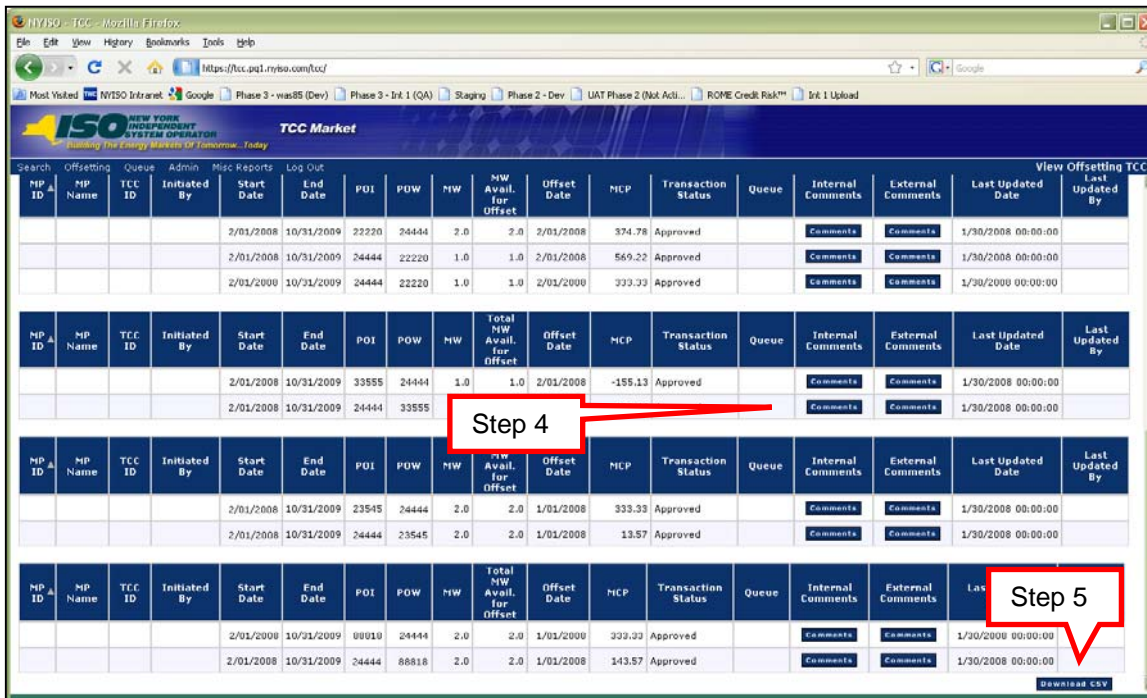 NYISO - TCC - Mozilla Firefox
File Edit View History Bookmarks Tools Help
https://tcc.pq1.nyiso.com/tcc/
Google
Most Visited NYISO Intranet Google Phase 3 - was85 (Dev) Phase 3 - Int 1 (QA) Staging Phase 2 - Dev UAT Phase 2 (Not Acti... ROME Credit Risk™ Int 1 Upload
ISO NEW YORK INDEPENDENT SYSTEM OPERATOR
Building The Energy Markets Of Tomorrow...Today
TCC Market
Search Offsetting Queue Admin Misc Reports Log Out View Offsetting TCC
MP ID MP Name TCC ID Initiated By Start Date End Date POI POW MW MW Avail. for Offset Offset Date MCP Transaction Status Queue Internal Comments External Comments Last Updated Date Last Updated By
2/01/2008 10/31/2009 22220 24444 2.0 2.0 2/01/2008 374.78 Approved Comments Comments 1/30/2008 00:00:00
2/01/2008 10/31/2009 24444 22220 1.0 1.0 2/01/2008 569.22 Approved Comments Comments 1/30/2008 00:00:00
2/01/2008 10/31/2009 24444 22220 1.0 1.0 2/01/2008 333.33 Approved Comments Comments 1/30/2008 00:00:00
MP ID MP Name TCC ID Initiated By Start Date End Date POI POW MW Total MW Avail. for Offset Offset Date MCP Transaction Status Queue Internal Comments External Comments Last Updated Date Last Updated By
2/01/2008 10/31/2009 33555 24444 1.0 1.0 2/01/2008 -155.13 Approved Comments Comments 1/30/2008 00:00:00
2/01/2008 10/31/2009 24444 33555 Comments Comments 1/30/2008 00:00:00
Step 4
MP ID MP Name TCC ID Initiated By Start Date End Date POI POW MW MW Avail. for Offset Offset Date MCP Transaction Status Queue Internal Comments External Comments Last Updated Date Last Updated By
2/01/2008 10/31/2009 23545 24444 2.0 2.0 1/01/2008 333.33 Approved Comments Comments 1/30/2008 00:00:00
2/01/2008 10/31/2009 24444 23545 2.0 2.0 1/01/2008 13.57 Approved Comments Comments 1/30/2008 00:00:00
MP ID MP Name TCC ID Initiated By Start Date End Date POI POW MW Total MW Avail. for Offset Offset Date MCP Transaction Status Queue Internal Comments External Comments
Step 5
2/01/2008 10/31/2009 88818 24444 2.0 2.0 1/01/2008 333.33 Approved Comments Comments 1/30/2008 00:00:00
2/01/2008 10/31/2009 24444 88818 2.0 2.0 1/01/2008 143.57 Approved Comments Comments 1/30/2008 00:00:00
Download CSV